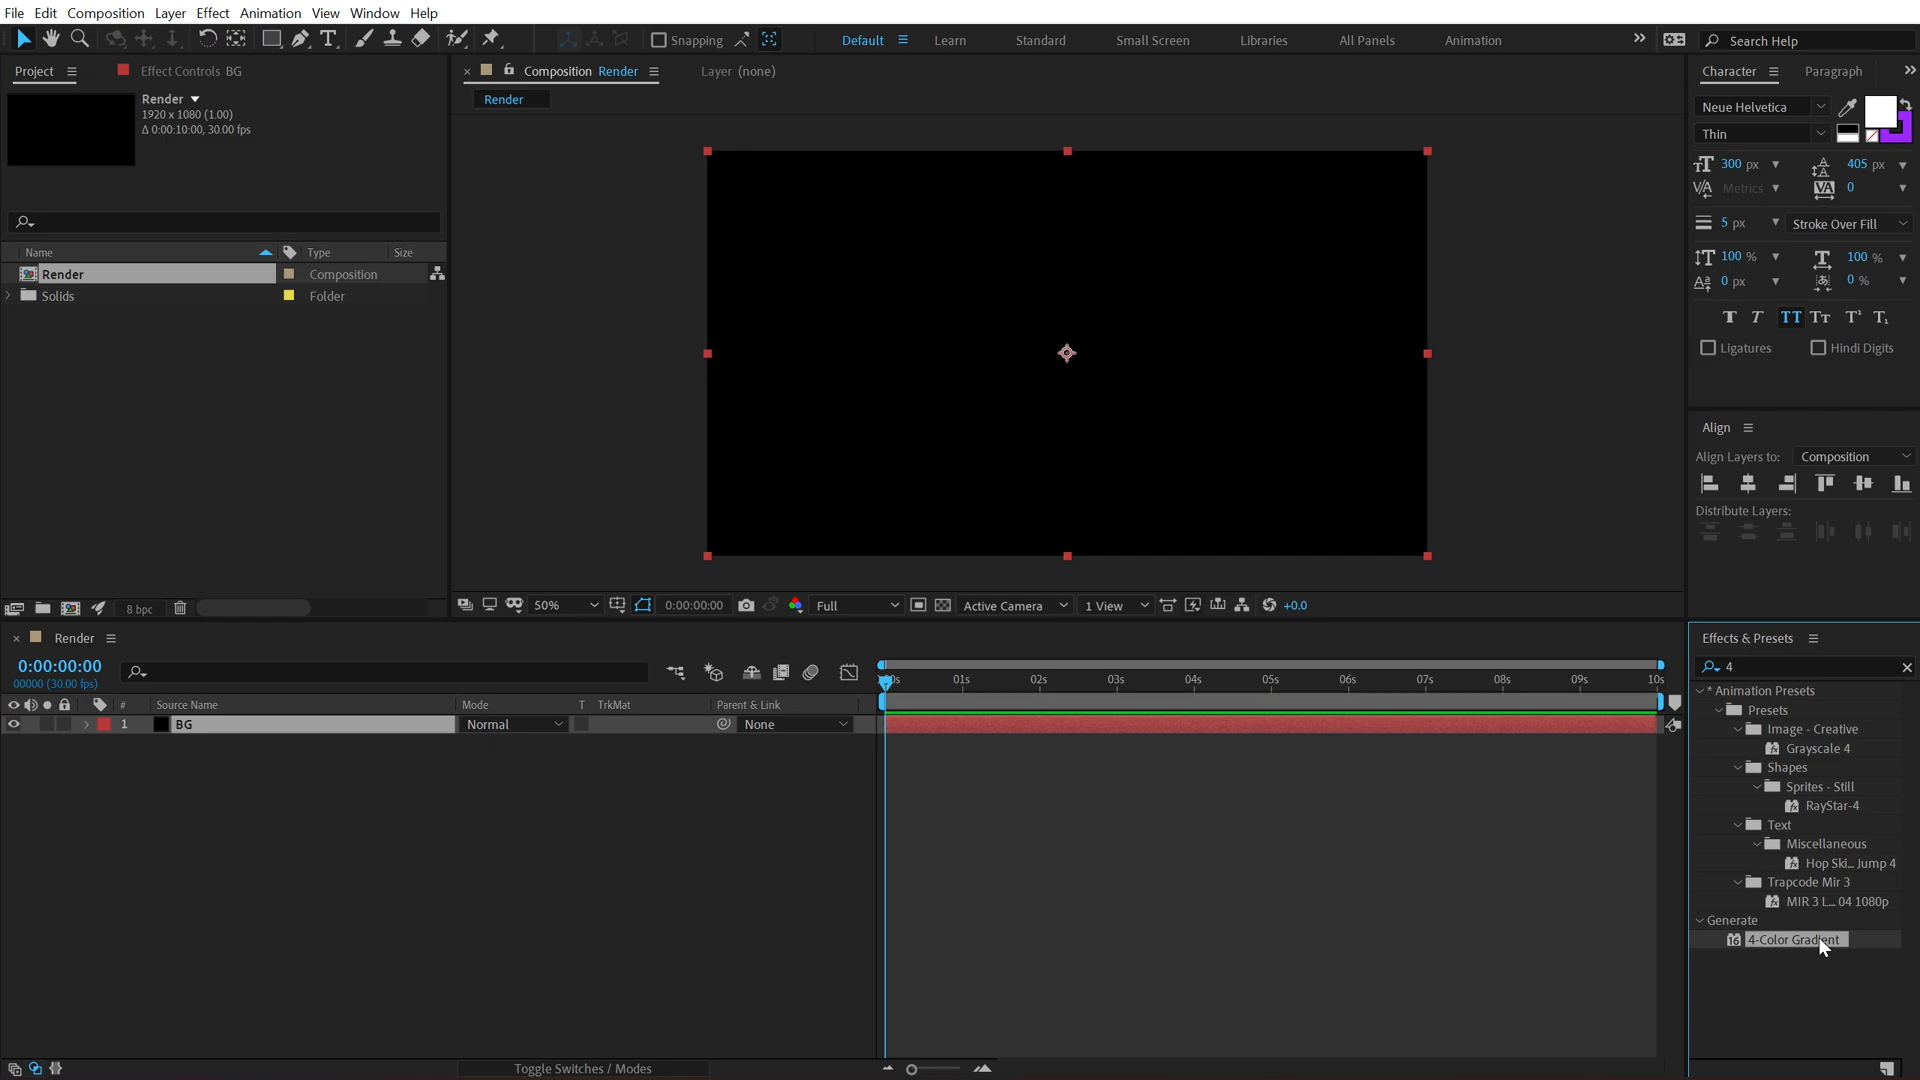 File Edit Composition Layer Effect Animation View Window Help
Snapping Default Learn Standard Small Screen Libraries All Panels Animation Search Help
Project Effect Controls BG Composition Render Layer (none) Character Paragraph
Render
Render
1920 x 1080 (1.00)
Δ 0:00:10:00, 30.00 fps
Neue Helvetica
Thin
300 px 405 px
Metrics 0
5 px Stroke Over Fill
100 % 100 %
0 px 0 %
Ligatures Hindi Digits
Name Type Size
Render Composition
Solids Folder
Align
Align Layers to: Composition
Distribute Layers:
8 bpc 50% 0:00:00:00 Full Active Camera 1 View +0.0
Render
0:00:00:00
00000 (30.00 fps)
01s 02s 03s 04s 05s 06s 07s 08s 09s 10s
# Source Name Mode T TrkMat Parent & Link
1 BG Normal None
Effects & Presets
4
* Animation Presets
Presets
Image - Creative
Grayscale 4
Shapes
Sprites - Still
RayStar-4
Text
Miscellaneous
Hop Ski... Jump 4
Trapcode Mir 3
MIR 3 L... 04 1080p
Generate
4-Color Gradient
Toggle Switches / Modes